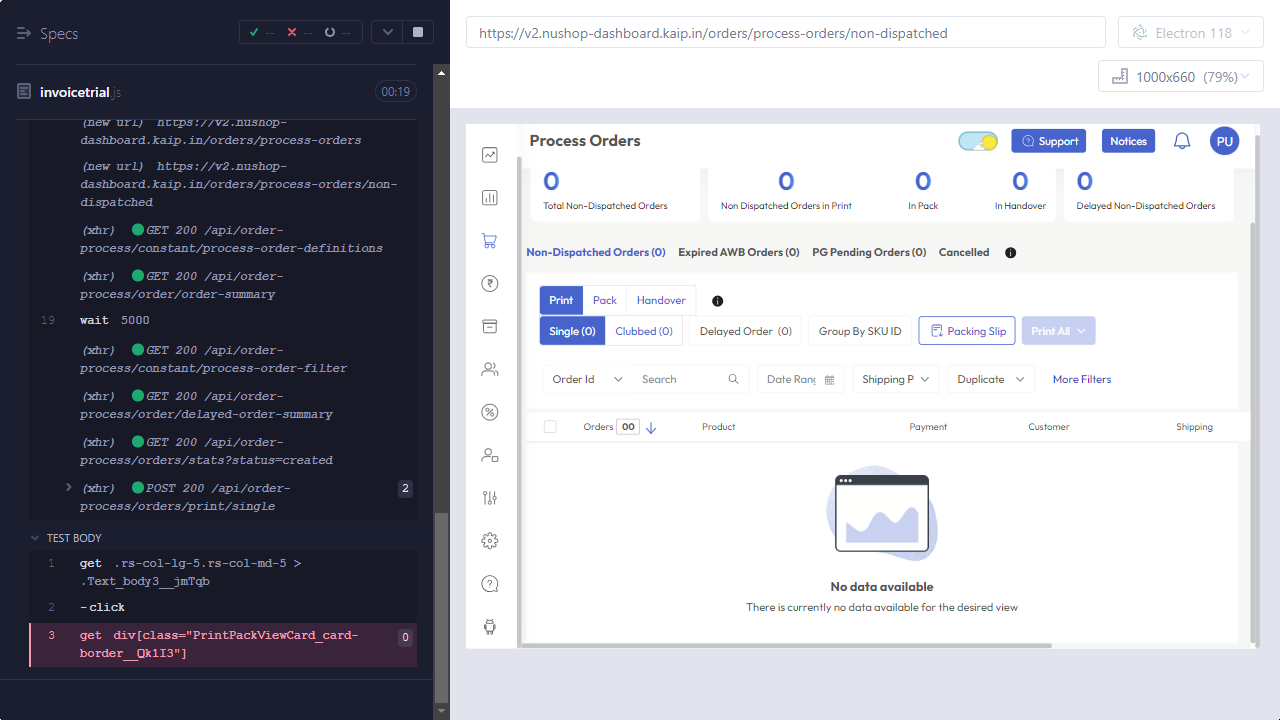 Specs
--
--
--
https://v2.nushop-dashboard.kaip.in/orders/process-orders/non-dispatched
Electron 118
1000x660 (79%)
invoicetrial.js
00:19
(new url) https://v2.nushop-
dashboard.kaip.in/orders/process-orders
(new url) https://v2.nushop-
dashboard.kaip.in/orders/process-orders/non-
dispatched
(xhr) GET 200 /api/order-
process/constant/process-order-definitions
(xhr) GET 200 /api/order-
process/order/order-summary
19 wait 5000
(xhr) GET 200 /api/order-
process/constant/process-order-filter
(xhr) GET 200 /api/order-
process/order/delayed-order-summary
(xhr) GET 200 /api/order-
process/orders/stats?status=created
(xhr) POST 200 /api/order-
process/orders/print/single
2
TEST BODY
1 get .rs-col-lg-5.rs-col-md-5 >
.Text_body3__jmTqb
2 -click
3 get div[class="PrintPackViewCard_card-
border__Qk1I3"]
0
Process Orders
Support
Notices
PU
0
Total Non-Dispatched Orders
0
Non Dispatched Orders in Print
0
In Pack
0
In Handover
0
Delayed Non-Dispatched Orders
Non-Dispatched Orders (0) Expired AWB Orders (0) PG Pending Orders (0) Cancelled
Print Pack Handover
Single (0) Clubbed (0) Delayed Order (0) Group By SKU ID Packing Slip Print All
Order Id Search Date Rang Shipping P Duplicate More Filters
Orders 00 Product Payment Customer Shipping
No data available
There is currently no data available for the desired view